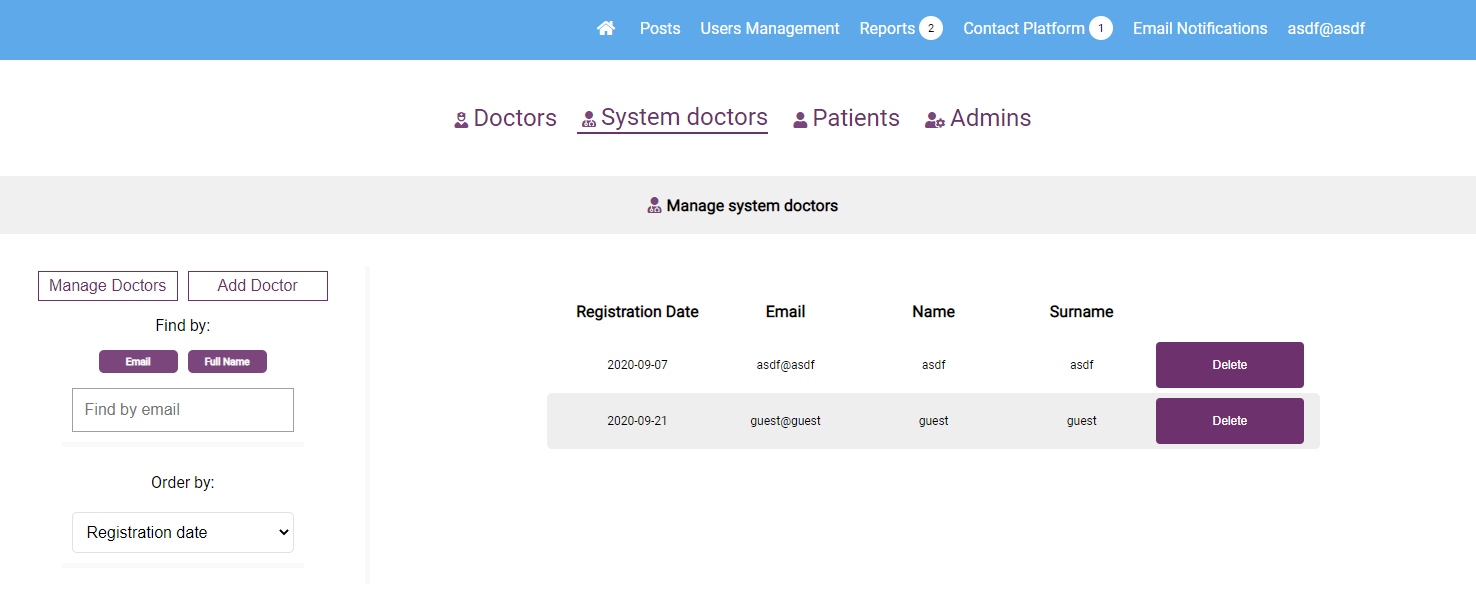 Posts Users Management Reports 2 Contact Platform 1 Email Notifications asdf@asdf
Doctors System doctors Patients Admins
Manage system doctors
Manage Doctors Add Doctor
Find by:
Email Full Name
Find by email
Order by:
Registration date
Registration Date Email Name Surname
2020-09-07 asdf@asdf asdf asdf Delete
2020-09-21 guest@guest guest guest Delete